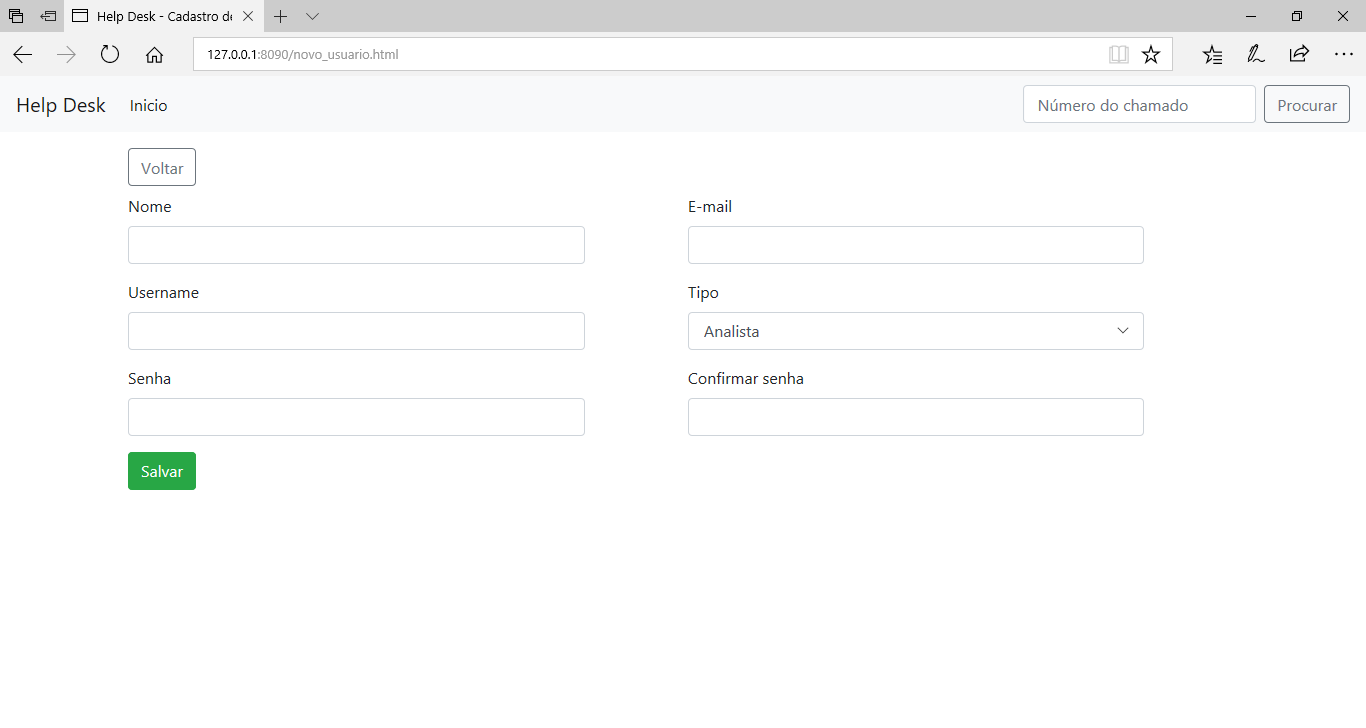 Help Desk - Cadastro de
127.0.0.1:8090/novo_usuario.html
Help Desk Inicio Número do chamado Procurar
Voltar
Nome E-mail
Username Tipo
Analista
Senha Confirmar senha
Salvar